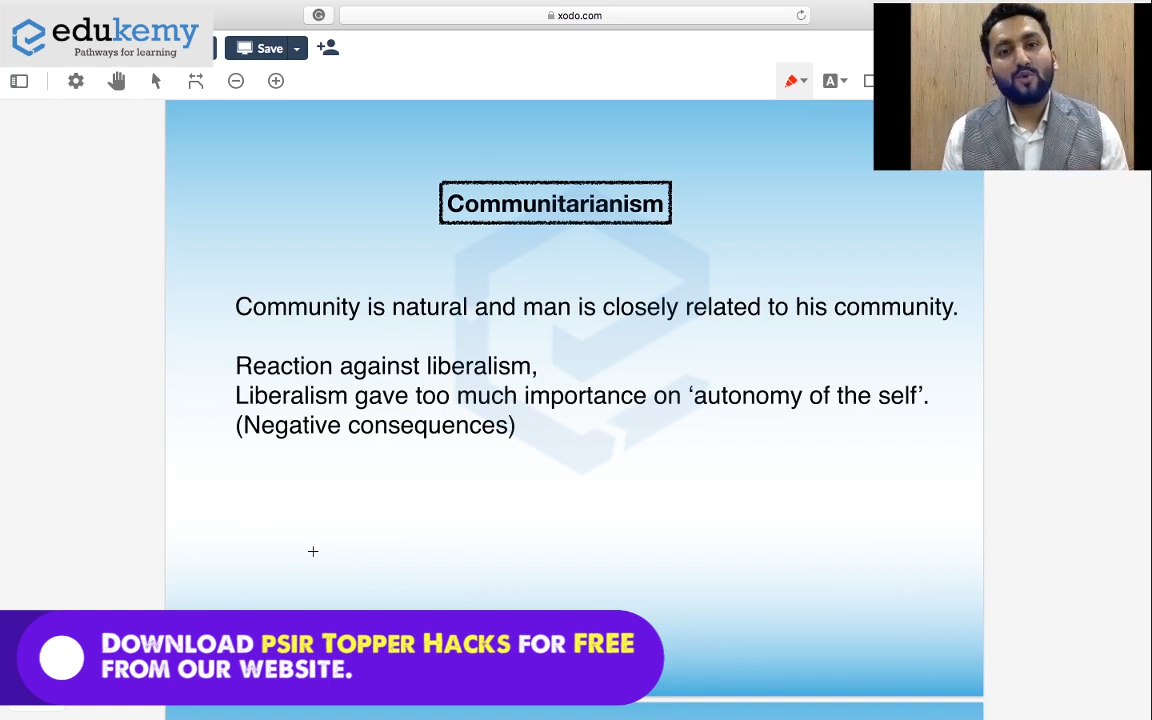 edukemy
Pathways for learning
xodo.com
Save
A
Communitarianism
Community is natural and man is closely related to his community.
Reaction against liberalism,
Liberalism gave too much importance on ‘autonomy of the self’.
(Negative consequences)
DOWNLOAD PSIR TOPPER HACKS FOR FREE
FROM OUR WEBSITE.